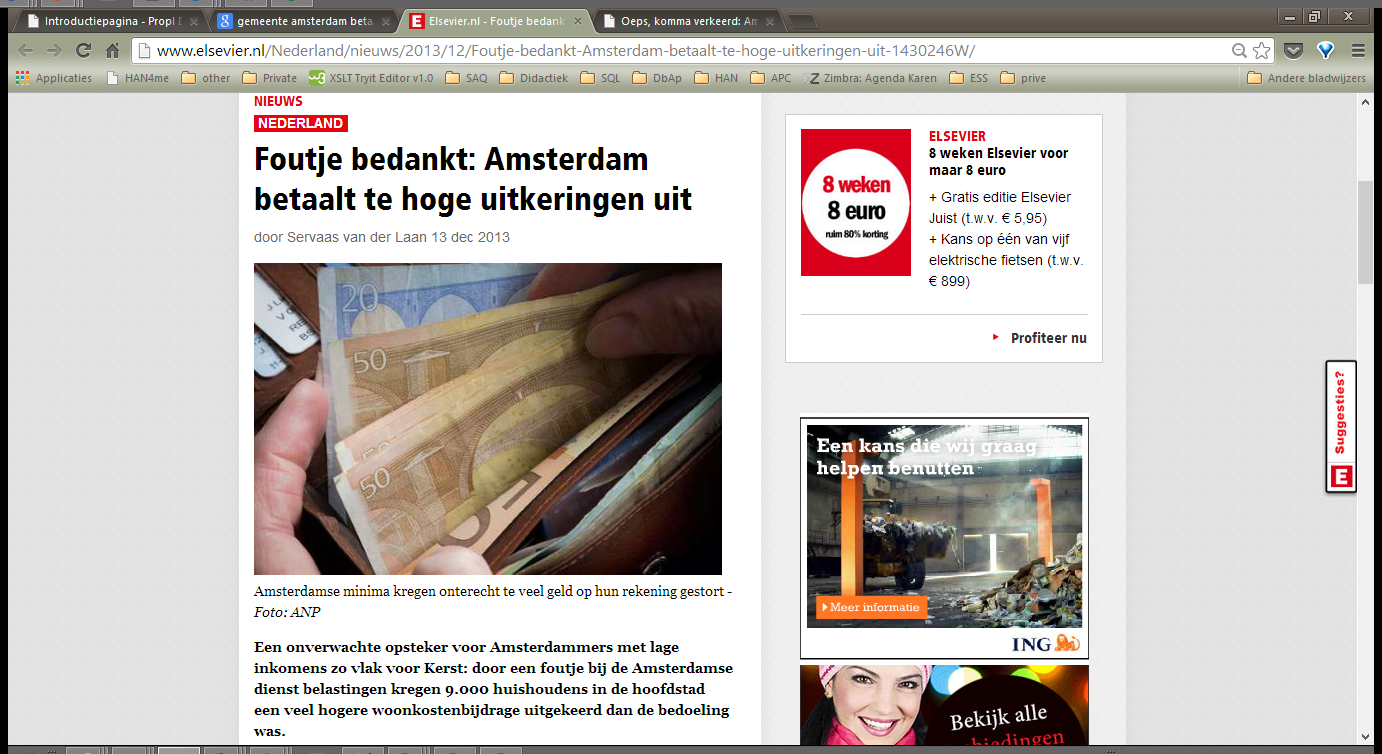 Introductiepagina - PropE
gemeente amsterdam beta
Elsevier.nl - Foutje bedank
Oeps, komma verkeerd: Am
www.elsevier.nl/Nederland/nieuws/2013/12/Foutje-bedankt-Amsterdam-betaalt-te-hoge-uitkeringen-uit-1430246W/
Applicaties
HAN4me
other
Private
XSLT Tryit Editor v1.0
SAQ
Didactiek
SQL
DbAp
HAN
APC
Zimbra: Agenda Karen
ESS
prive
Andere bladwijzers
NIEUWS
NEDERLAND
Foutje bedankt: Amsterdam
betaalt te hoge uitkeringen uit
door Servaas van der Laan 13 dec 2013
20
50
50
Amsterdamse minima kregen onterecht te veel geld op hun rekening gestort -
Foto: ANP
Een onverwachte opsteker voor Amsterdammers met lage
inkomens zo vlak voor Kerst: door een foutje bij de Amsterdamse
dienst belastingen kregen 9.000 huishoudens in de hoofdstad
een veel hogere woonkostenbijdrage uitgekeerd dan de bedoeling
was.
8 weken
8 euro
ruim 80% korting
ELSEVIER
8 weken Elsevier voor
maar 8 euro
+ Gratis editie Elsevier
Juist (t.w.v. € 5,95)
+ Kans op één van vijf
elektrische fietsen (t.w.v.
€ 899)
Profiteer nu
Suggesties?
E
Een kans die wij graag
helpen benutten
Meer informatie
ING
Bekijk alle